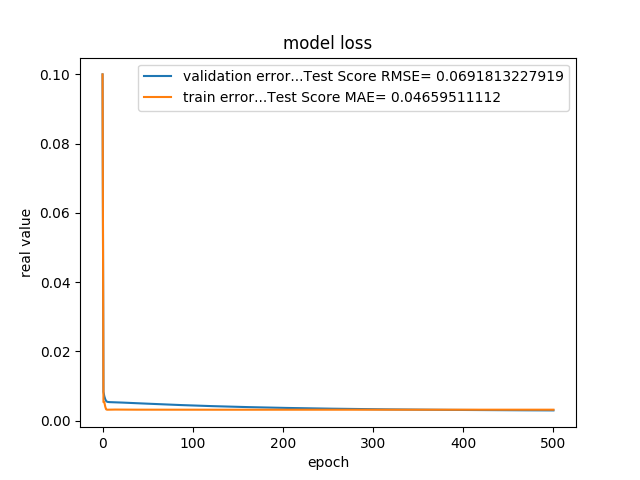 model loss
validation error...Test Score RMSE= 0.0691813227919
train error...Test Score MAE= 0.04659511112
real value
0.10
0.08
0.06
0.04
0.02
0.00
0
100
200
300
400
500
epoch